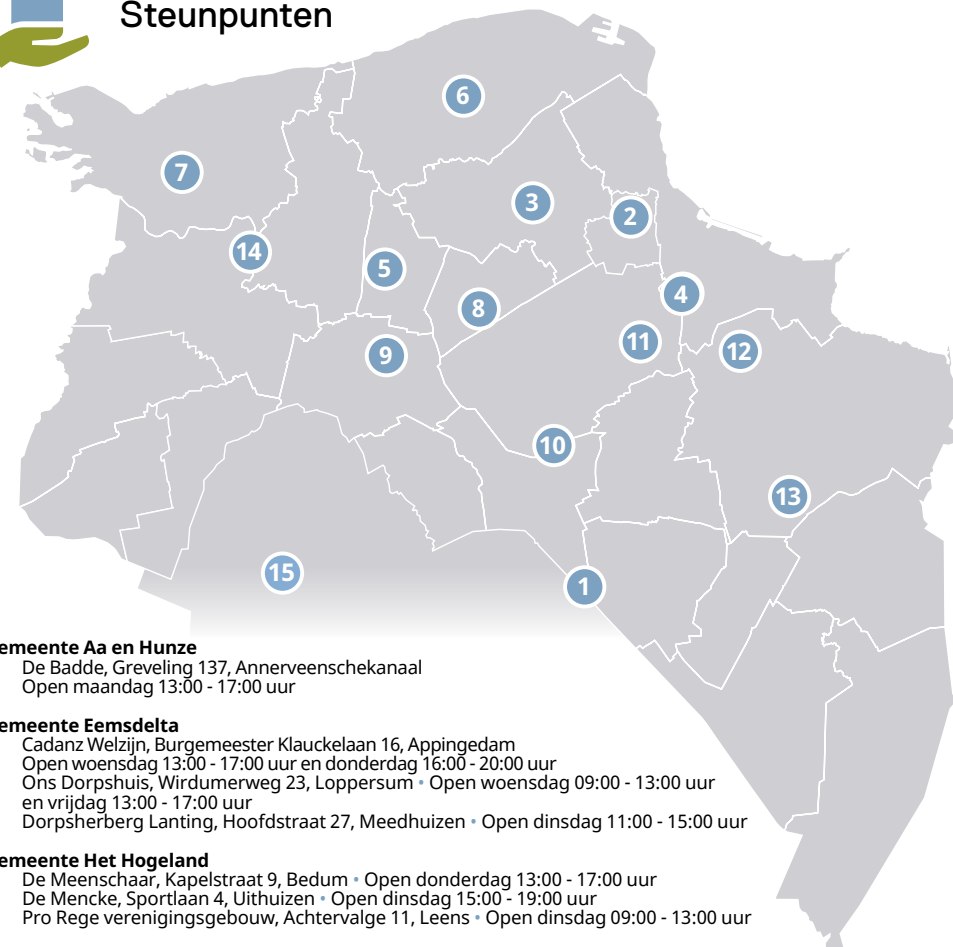 Steunpunten
6
7
3
2
14
5
4
8
11
12
9
10
13
15
1
emeente Aa en Hunze
De Badde, Greveling 137, Annerveenschekanaal
Open maandag 13:00 - 17:00 uur
emeente Eemsdelta
Cadanz Welzijn, Burgemeester Klauckelaan 16, Appingedam
Open woensdag 13:00 - 17:00 uur en donderdag 16:00 - 20:00 uur
Ons Dorpshuis, Wirdumerweg 23, Loppersum • Open woensdag 09:00 - 13:00 uur
en vrijdag 13:00 - 17:00 uur
Dorpsherberg Lanting, Hoofdstraat 27, Meedhuizen • Open dinsdag 11:00 - 15:00 uur
emeente Het Hogeland
De Meenschaar, Kapelstraat 9, Bedum • Open donderdag 13:00 - 17:00 uur
De Mencke, Sportlaan 4, Uithuizen • Open dinsdag 15:00 - 19:00 uur
Pro Rege verenigingsgebouw, Achtervalge 11, Leens • Open dinsdag 09:00 - 13:00 uur